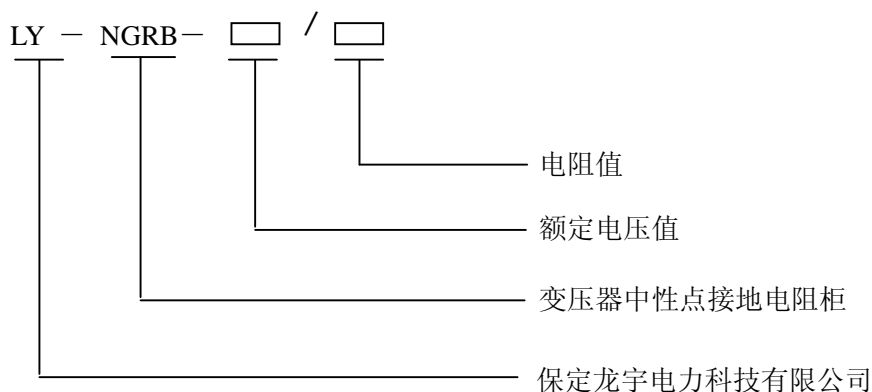 LY － NGRB－ □ / □
电阻值
额定电压值
变压器中性点接地电阻柜
保定龙宇电力科技有限公司